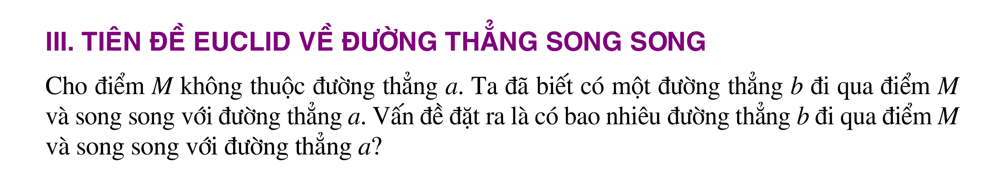 III. TIÊN ĐỀ EUCLID VỀ ĐƯỜNG THẲNG SONG SONG
Cho điểm M không thuộc đường thẳng a. Ta đã biết có một đường thẳng b đi qua điểm M
và song song với đường thẳng a. Vấn đề đặt ra là có bao nhiêu đường thẳng b đi qua điểm M
và song song với đường thẳng a?